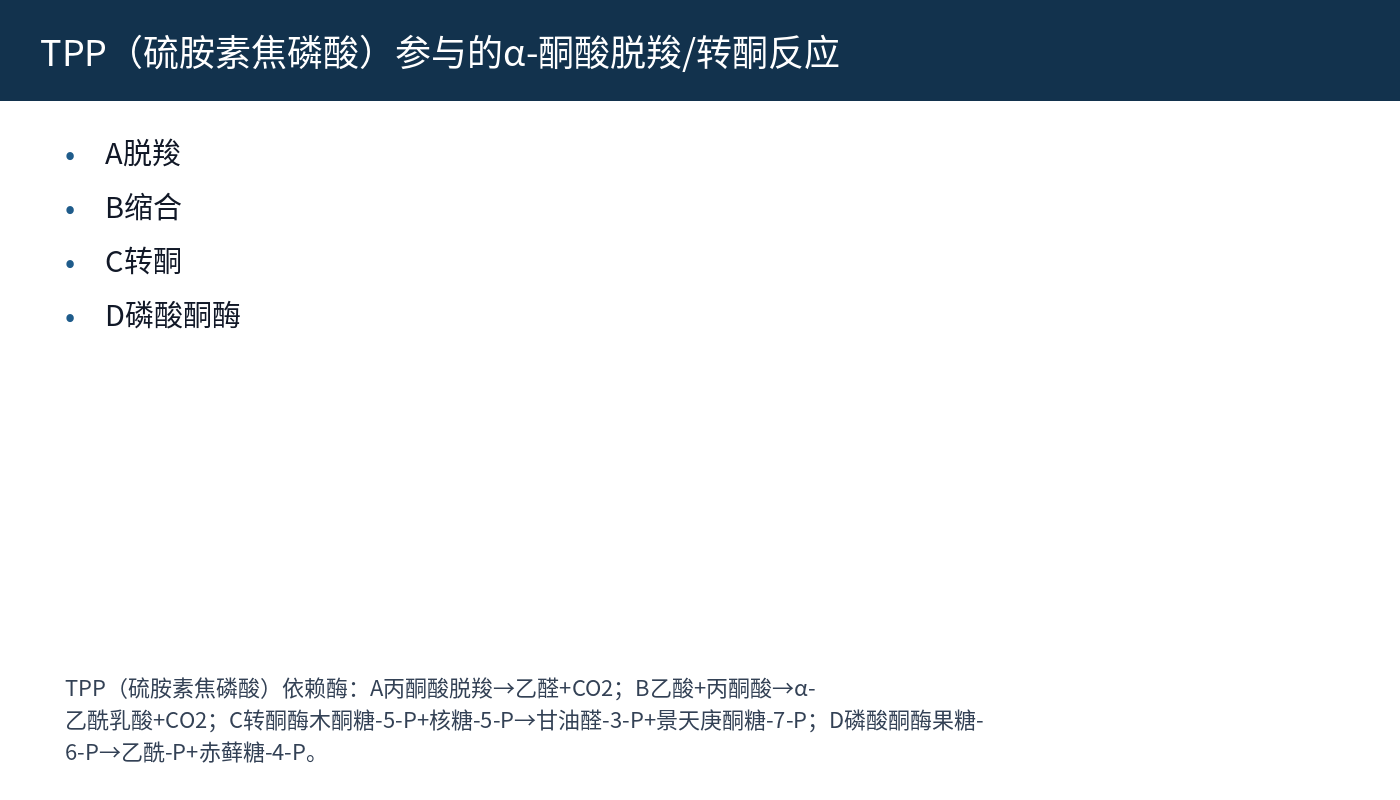 TPP（硫胺素焦磷酸）参与的α-酮酸脱羧/转酮反应
• A脱羧
• B缩合
• C转酮
• D磷酸酮酶
TPP（硫胺素焦磷酸）依赖酶：A丙酮酸脱羧→乙醛+CO2；B乙酸+丙酮酸→α-
乙酰乳酸+CO2；C转酮酶木酮糖-5-P+核糖-5-P→甘油醛-3-P+景天庚酮糖-7-P；D磷酸酮酶果糖-
6-P→乙酰-P+赤藓糖-4-P。